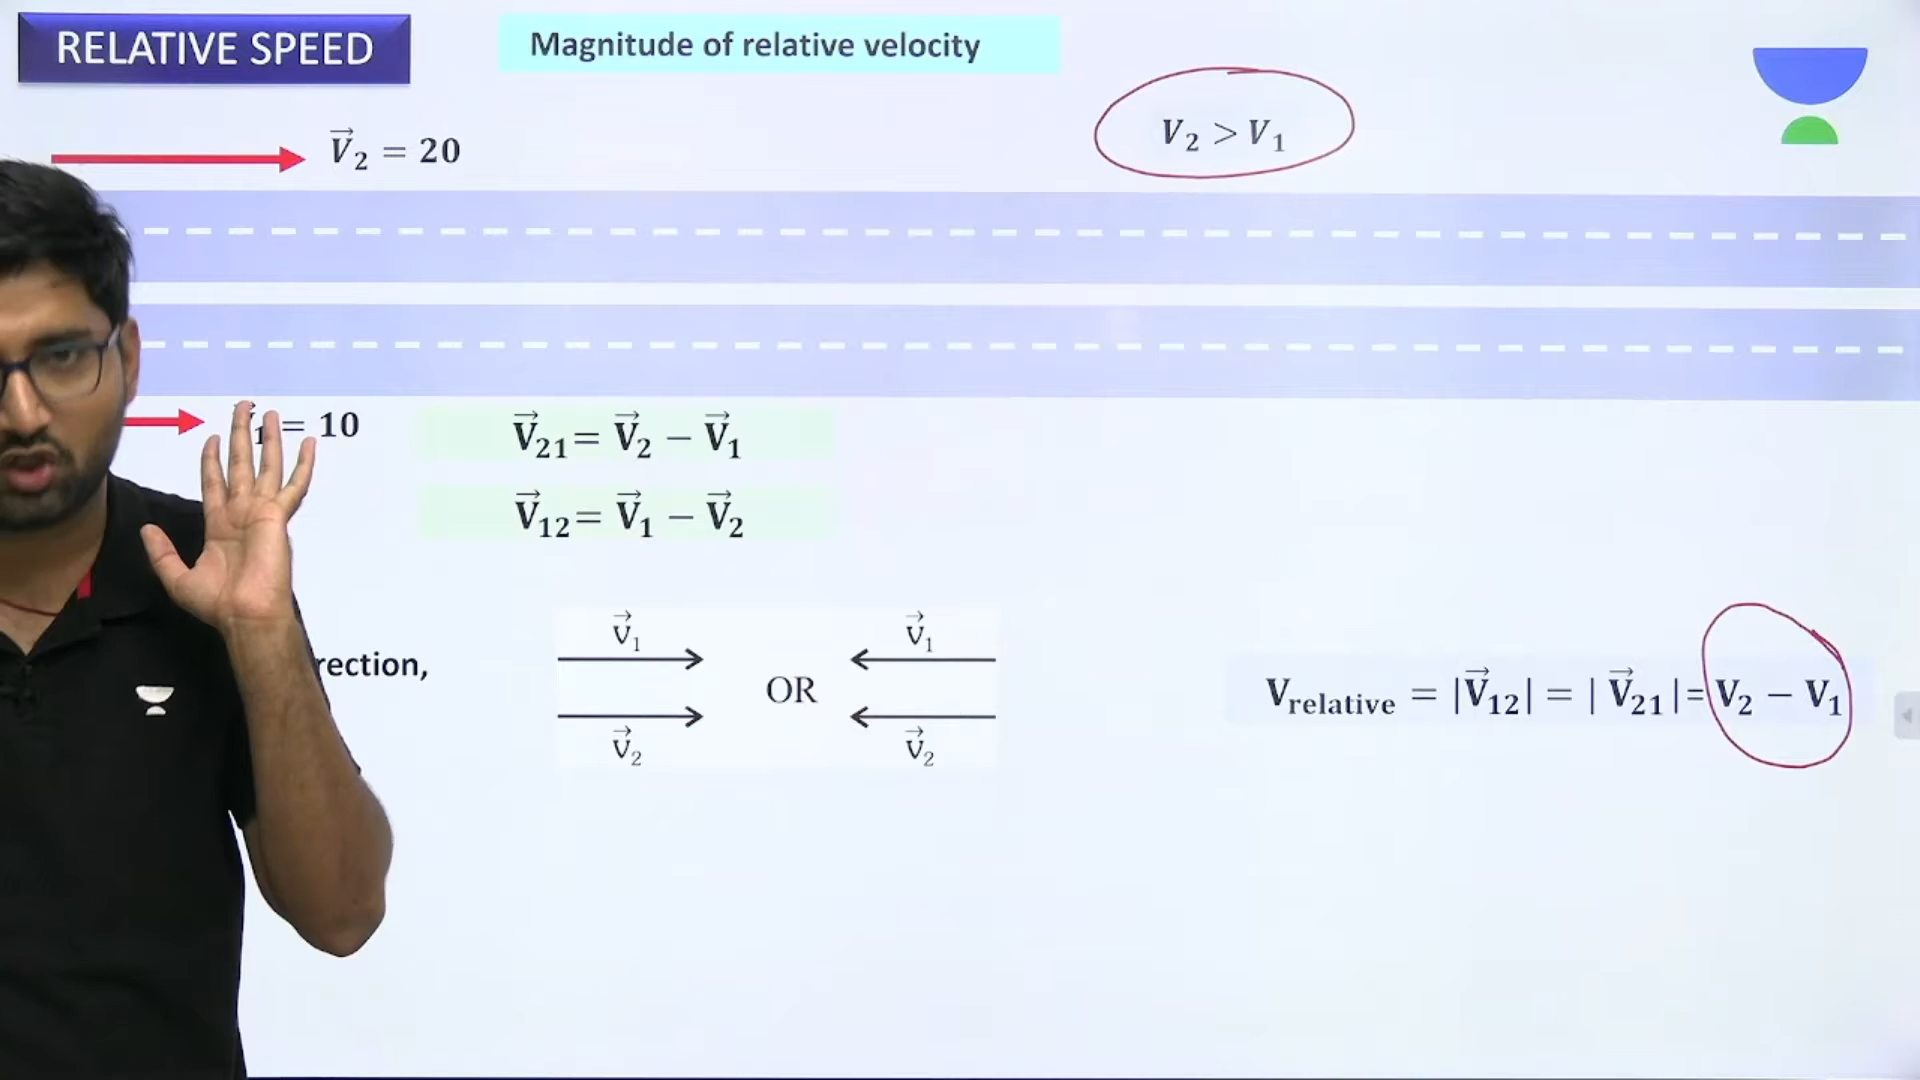 RELATIVE SPEED
Magnitude of relative velocity
V⃗₂ = 20
V₂ > V₁
₁ = 10
V⃗₂₁= V⃗₂ − V⃗₁
V⃗₁₂= V⃗₁ − V⃗₂
V⃗₁ V⃗₁
rection,
OR
V_relative = |V⃗₁₂| = | V⃗₂₁ |= V₂ − V₁
V⃗₂ V⃗₂